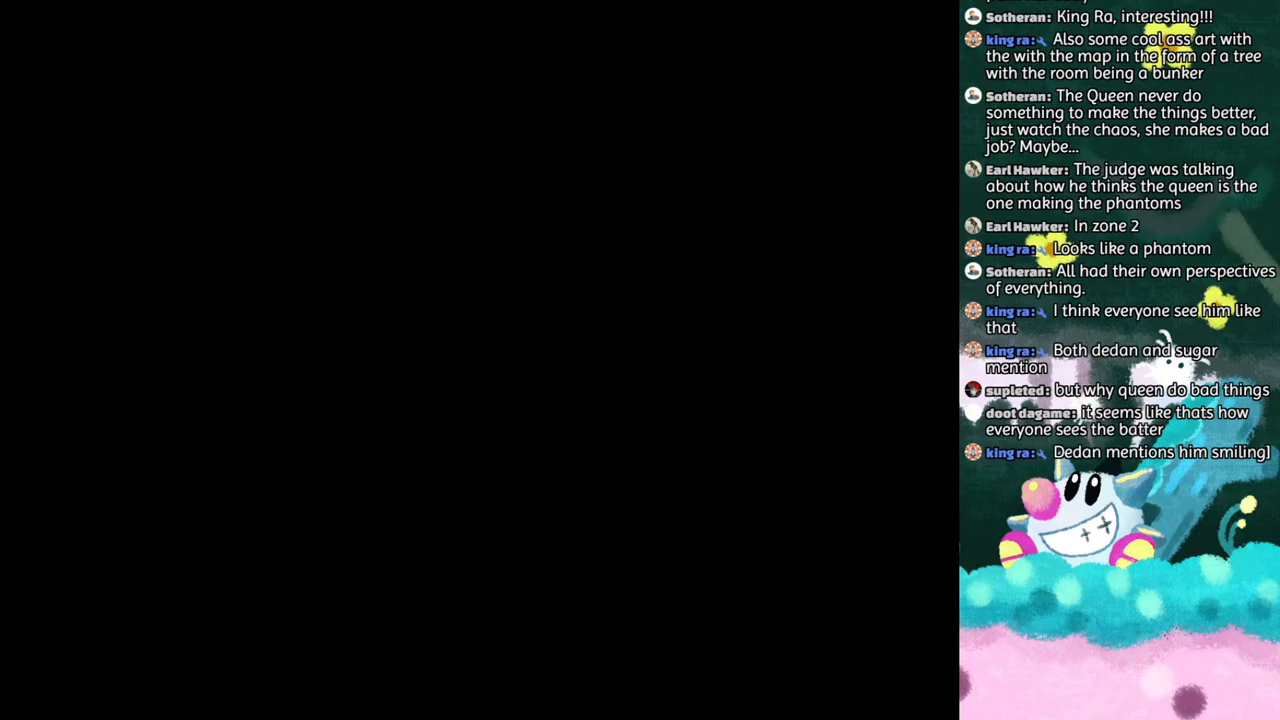 Sotheran: King Ra, interesting!!!
king ra: Also some cool ass art with
the with the map in the form of a tree
with the room being a bunker
Sotheran: The Queen never do
something to make the things better,
just watch the chaos, she makes a bad
job? Maybe...
Earl Hawker: The judge was talking
about how he thinks the queen is the
one making the phantoms
Earl Hawker: In zone 2
king ra: Looks like a phantom
Sotheran: All had their own perspectives
of everything.
king ra: I think everyone see him like
that
king ra: Both dedan and sugar
mention
supleted: but why queen do bad things
doot dagame: it seems like thats how
everyone sees the batter
king ra: Dedan mentions him smiling]